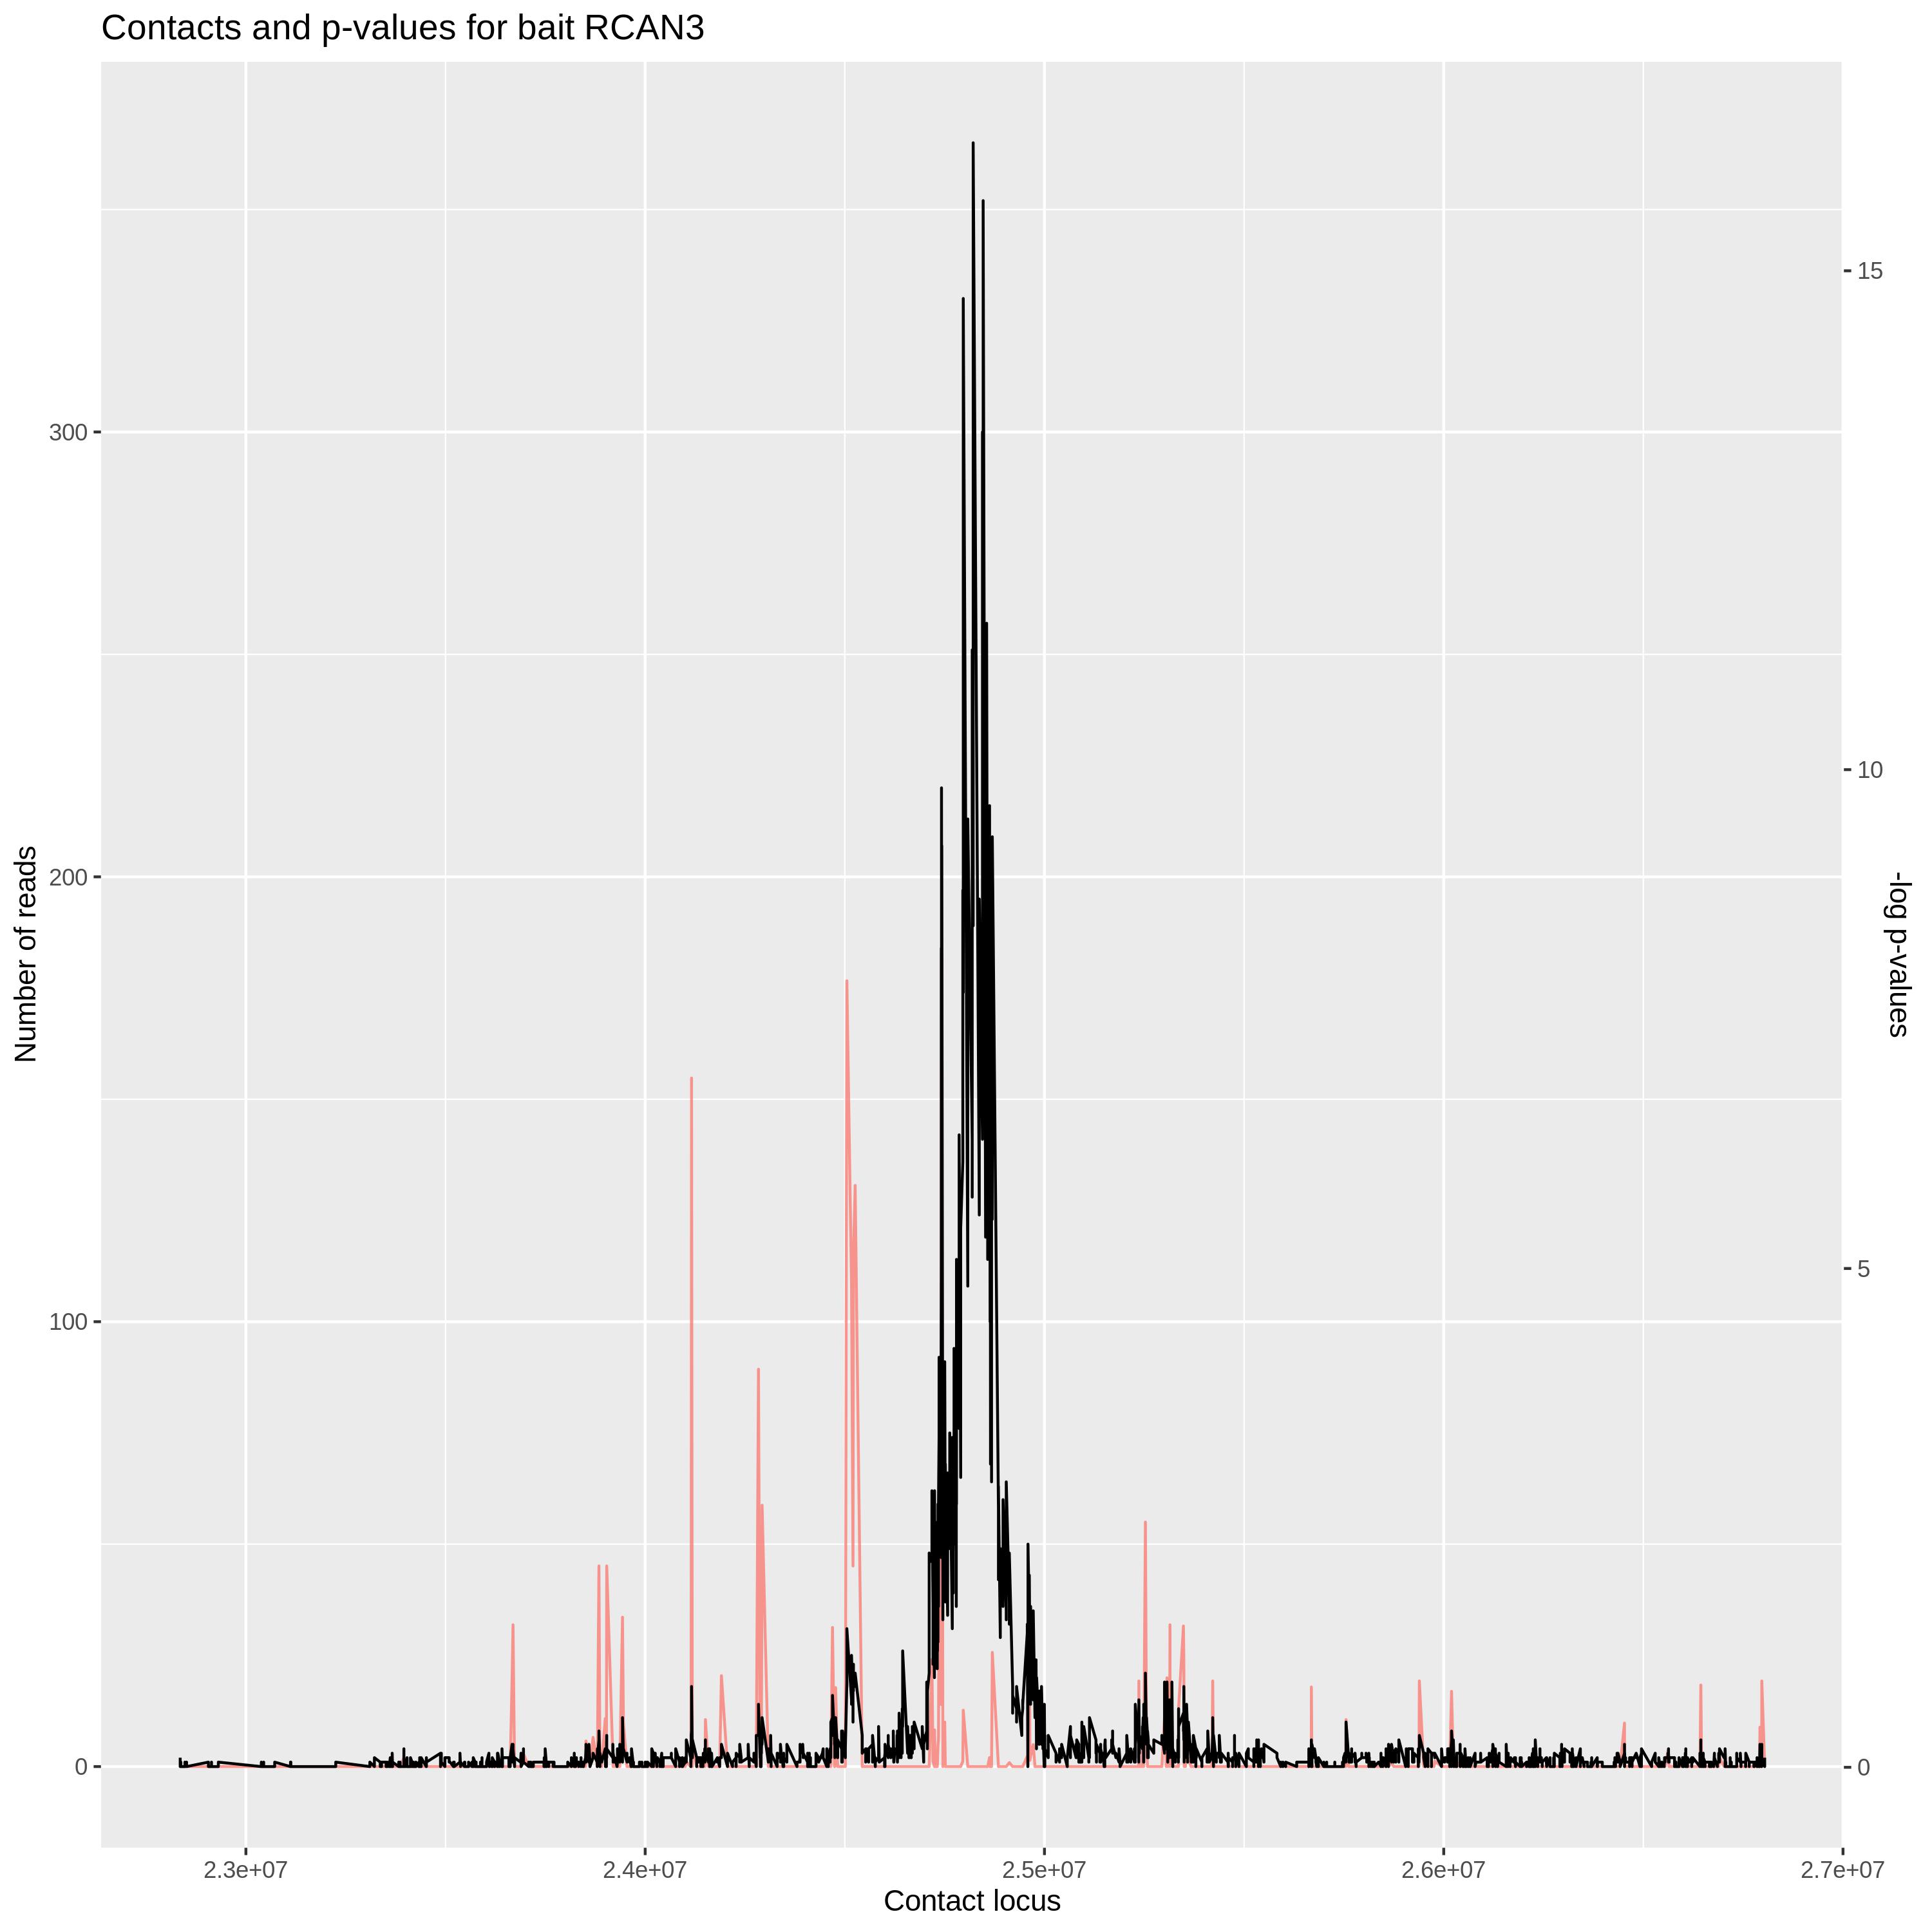 Contacts and p-values for bait RCAN3
300
200
100
0
Number of reads
15
10
5
0
-log p-values
2.3e+07
2.4e+07
2.5e+07
2.6e+07
2.7e+07
Contact locus